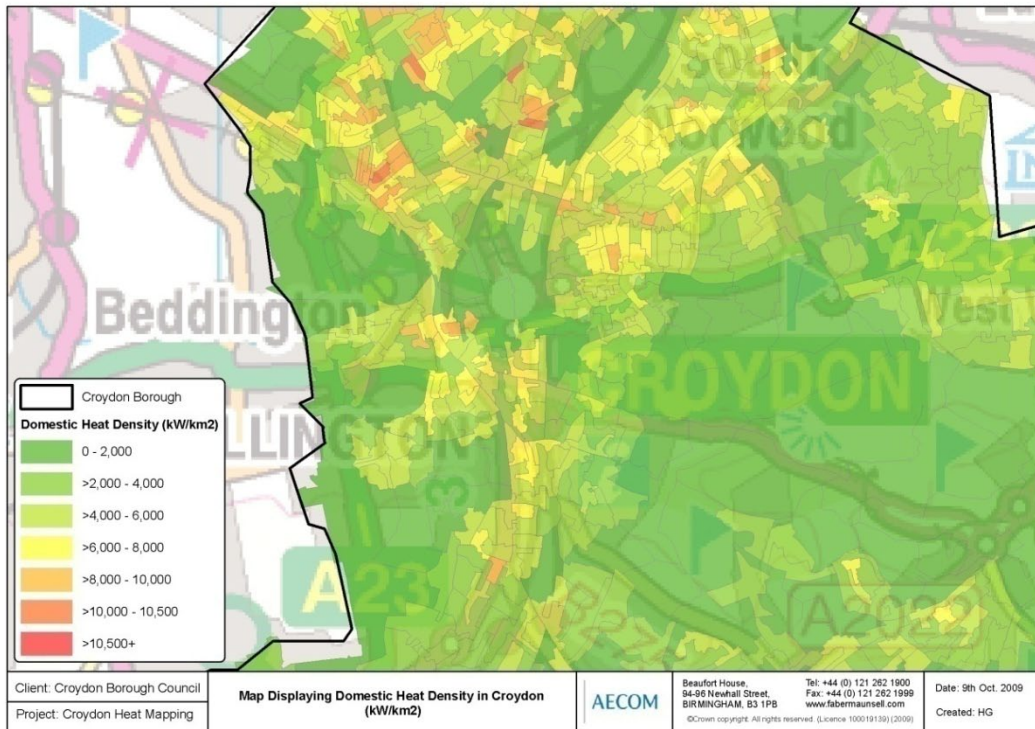 South
Norwood
A
A232
Beddington
West
CROYDON
LLINGTON
A23
A2022
Croydon Borough
Domestic Heat Density (kW/km2)
0 - 2,000
>2,000 - 4,000
>4,000 - 6,000
>6,000 - 8,000
>8,000 - 10,000
>10,000 - 10,500
>10,500+
Client: Croydon Borough Council
Project: Croydon Heat Mapping
Map Displaying Domestic Heat Density in Croydon
(kW/km2)
AECOM
Beaufort House,
94-96 Newhall Street,
BIRMINGHAM, B3 1PB
Tel: +44 (0) 121 262 1900
Fax: +44 (0) 121 262 1999
www.fabermaunsell.com
©Crown copyright. All rights reserved. (Licence 100019139) (2009)
Date: 9th Oct. 2009
Created: HG